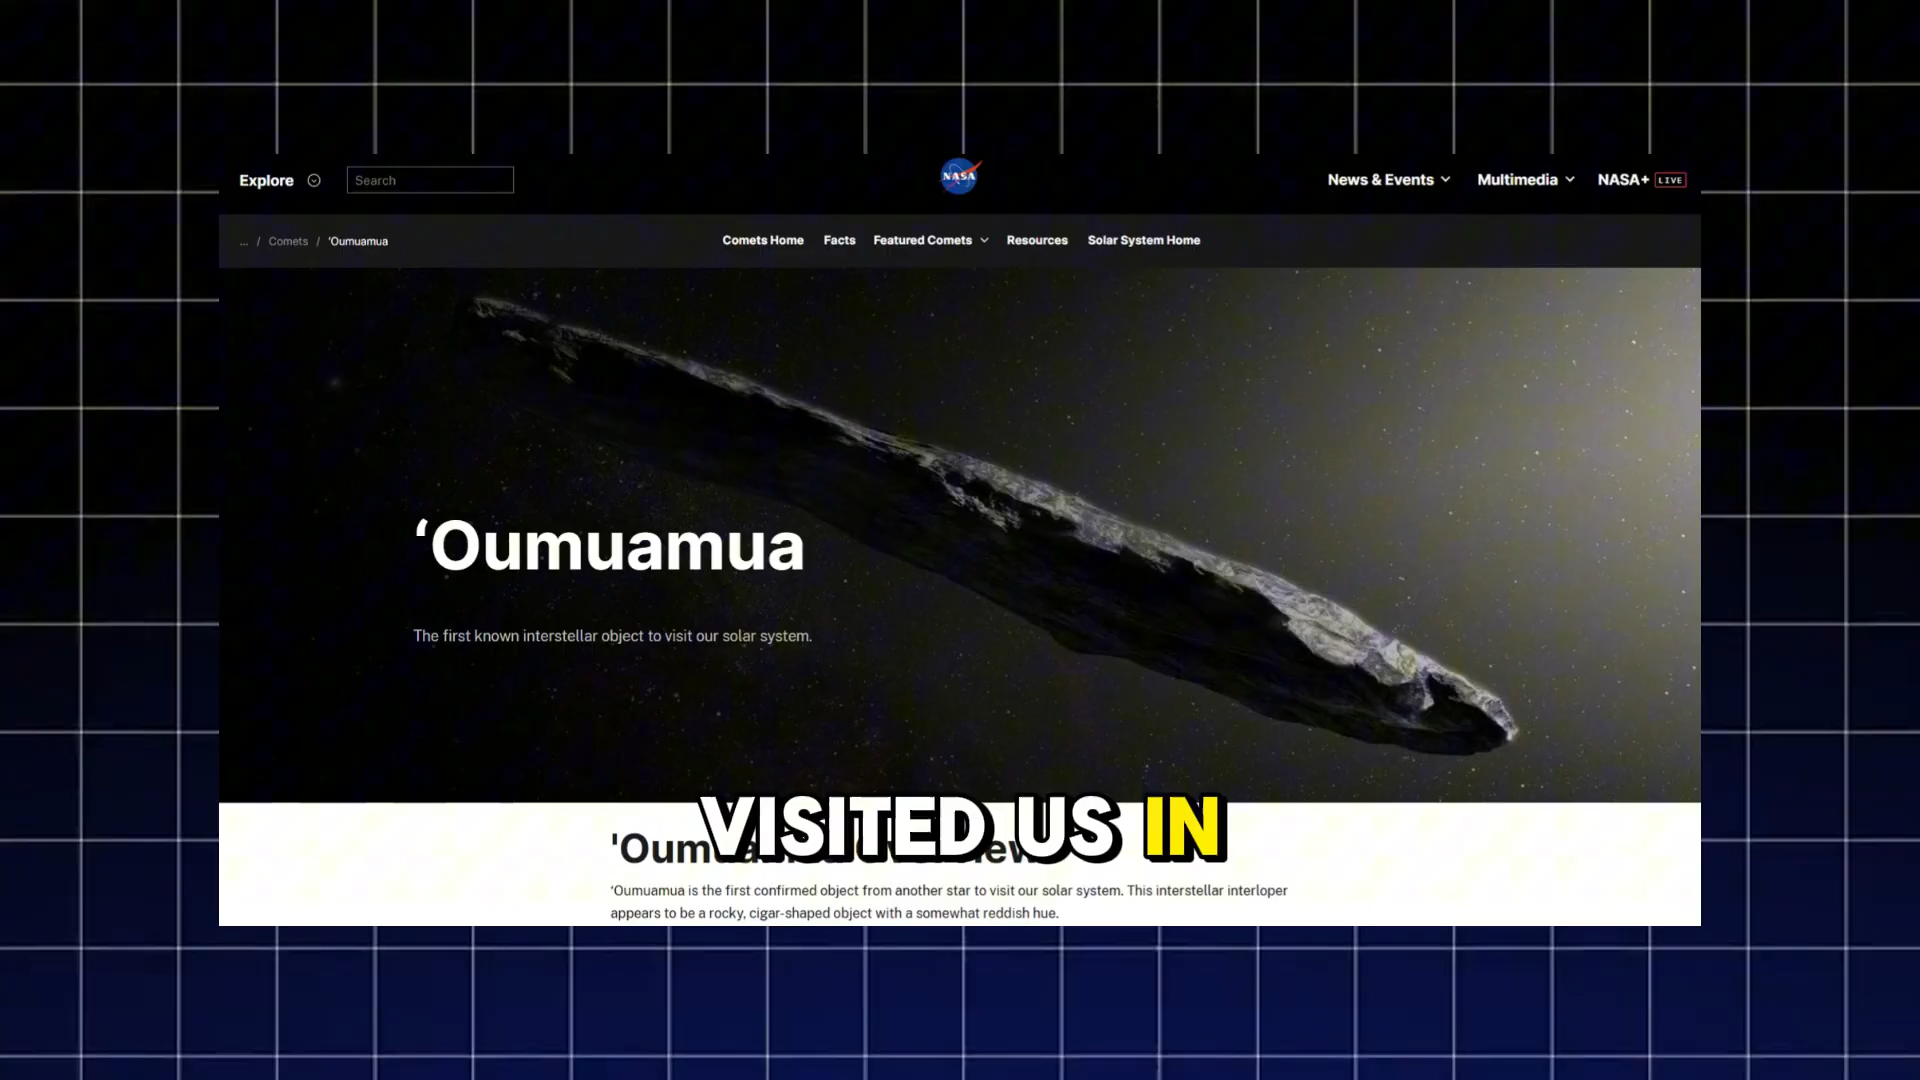 Explore
Search
NASA
News & Events
Multimedia
NASA+ LIVE
... / Comets / ‘Oumuamua
Comets Home
Facts
Featured Comets
Resources
Solar System Home
‘Oumuamua
The first known interstellar object to visit our solar system.
VISITED US IN
‘Oumuamua is the first confirmed object from another star to visit our solar system. This interstellar interloper
appears to be a rocky, cigar-shaped object with a somewhat reddish hue.